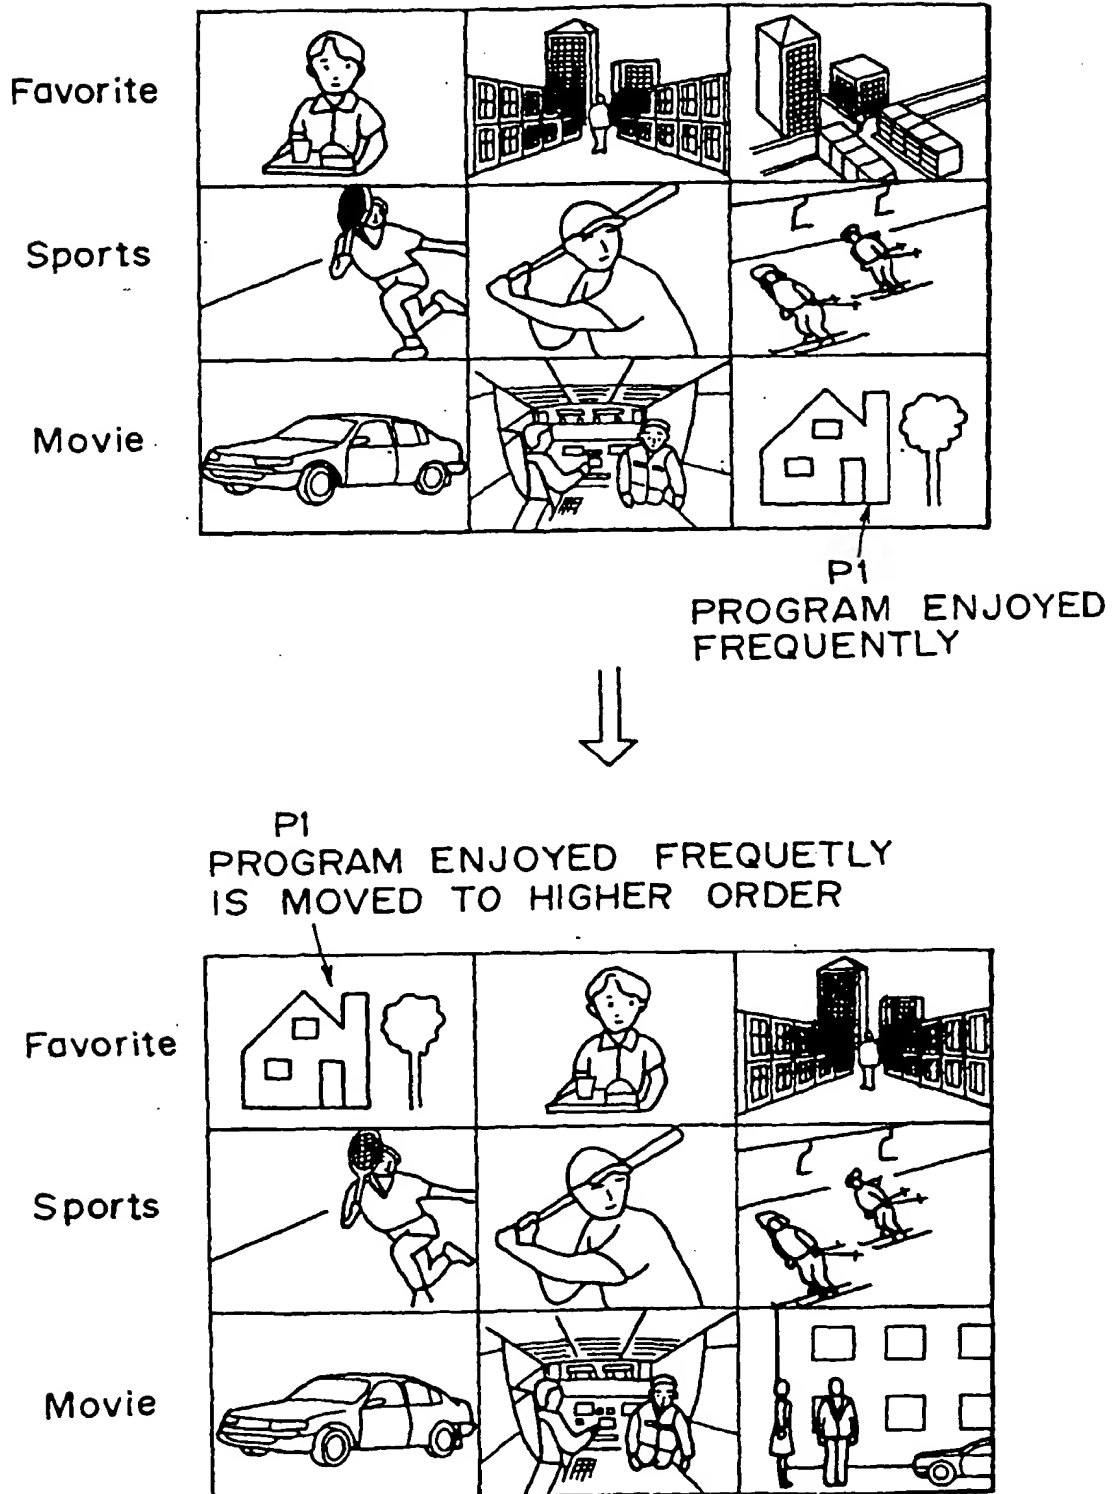 Favorite
Sports
Movie
P1
PROGRAM ENJOYED
FREQUENTLY
P1
PROGRAM ENJOYED FREQUETLY
IS MOVED TO HIGHER ORDER
Favorite
Sports
Movie